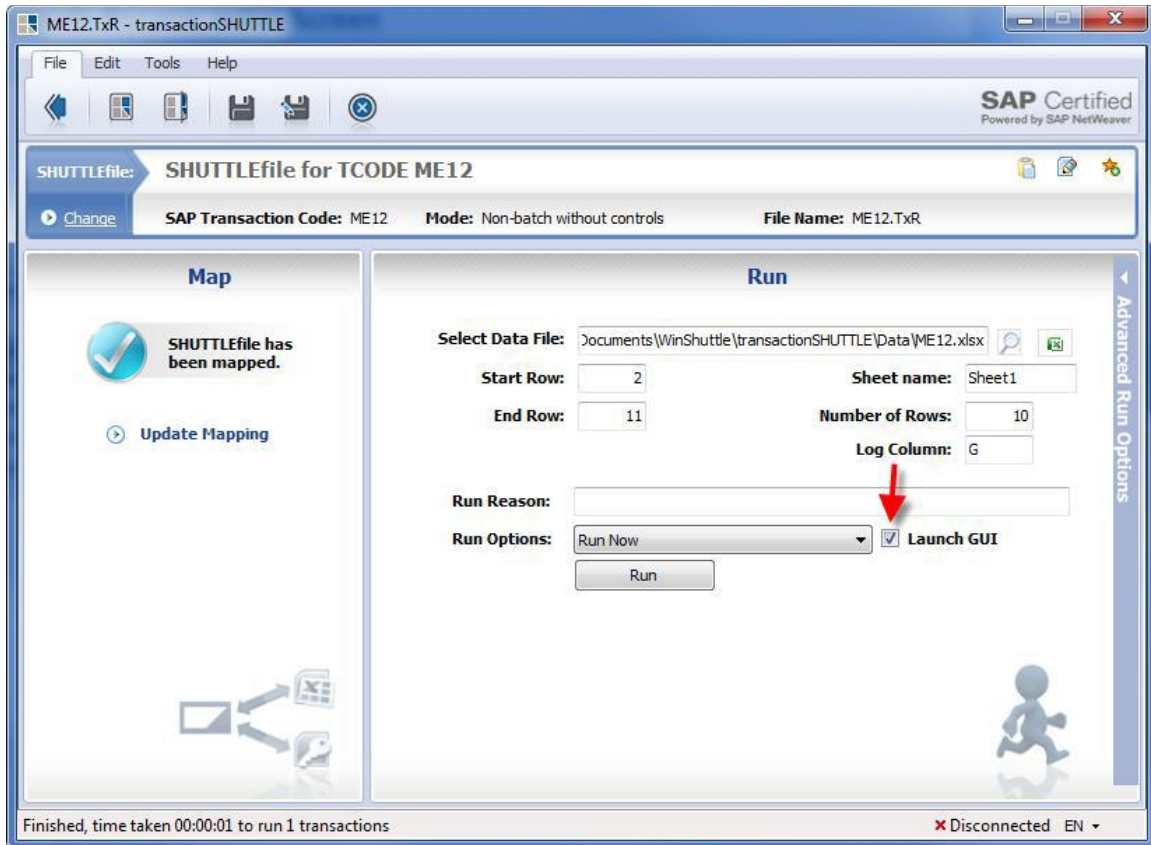 ME12.TxR - transactionSHUTTLE
File Edit Tools Help
SAP Certified
Powered by SAP NetWeaver
SHUTTLEfile: SHUTTLEfile for TCODE ME12
Change SAP Transaction Code: ME12 Mode: Non-batch without controls File Name: ME12.TxR
Map
SHUTTLEfile has
been mapped.
Update Mapping
Run
Select Data File: Documents\WinShuttle\transactionSHUTTLE\Data\ME12.xlsx
Start Row: 2 Sheet name: Sheet1
End Row: 11 Number of Rows: 10
Log Column: G
Run Reason:
Run Options: Run Now Launch GUI
Run
Advanced Run Options
Finished, time taken 00:00:01 to run 1 transactions Disconnected EN